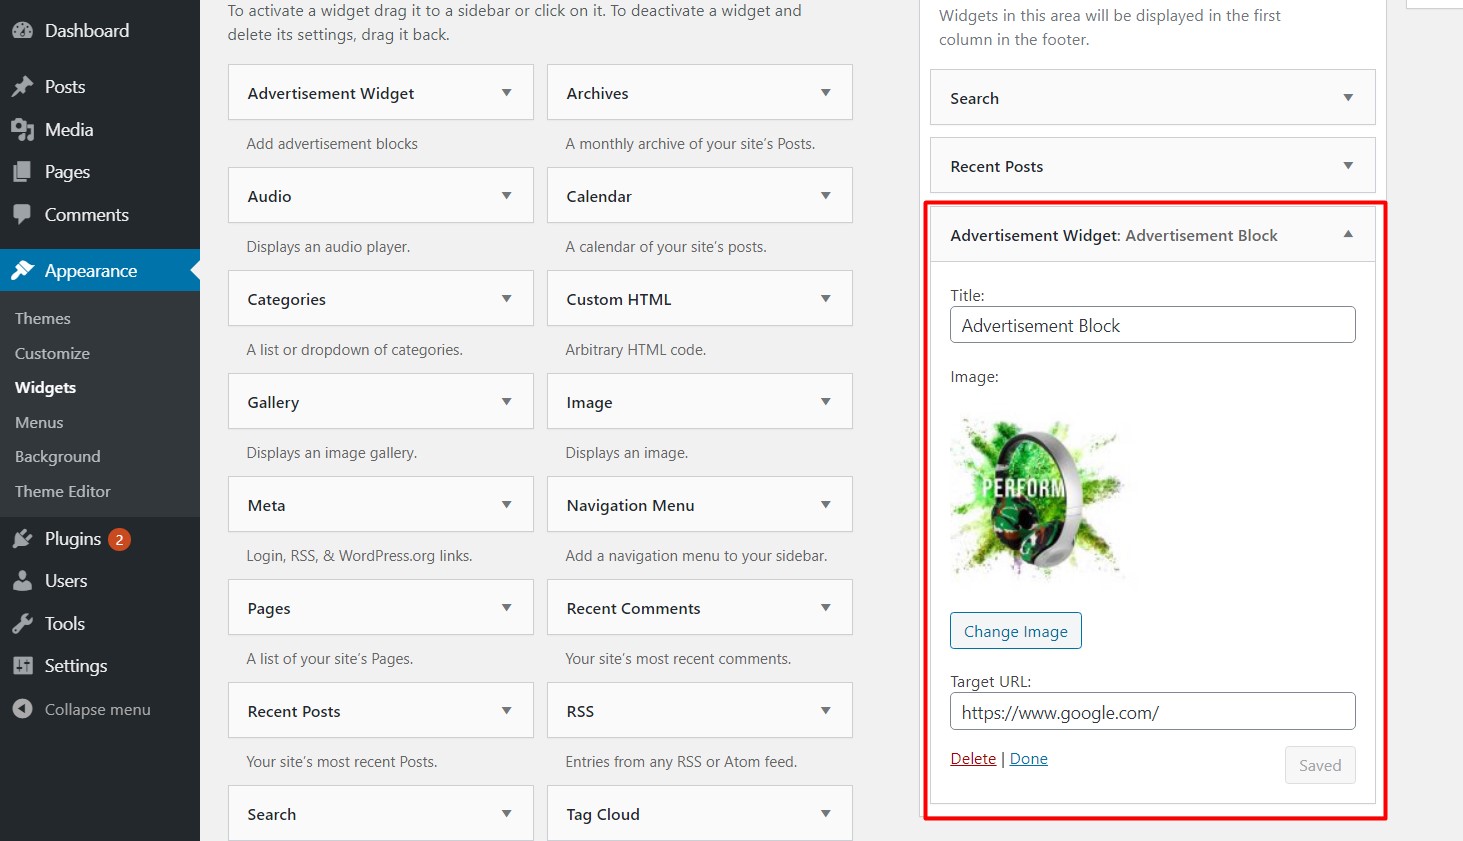 Dashboard
Posts
Media
Pages
Comments
Appearance
Themes
Customize
Widgets
Menus
Background
Theme Editor
Plugins 2
Users
Tools
Settings
Collapse menu
To activate a widget drag it to a sidebar or click on it. To deactivate a widget and
delete its settings, drag it back.
Advertisement Widget
Add advertisement blocks
Archives
A monthly archive of your site’s Posts.
Audio
Displays an audio player.
Calendar
A calendar of your site’s posts.
Categories
A list or dropdown of categories.
Custom HTML
Arbitrary HTML code.
Gallery
Displays an image gallery.
Image
Displays an image.
Meta
Login, RSS, & WordPress.org links.
Navigation Menu
Add a navigation menu to your sidebar.
Pages
A list of your site’s Pages.
Recent Comments
Your site’s most recent comments.
Recent Posts
Your site’s most recent Posts.
RSS
Entries from any RSS or Atom feed.
Search
Tag Cloud
Widgets in this area will be displayed in the first
column in the footer.
Search
Recent Posts
Advertisement Widget: Advertisement Block
Title:
Advertisement Block
Image:
PERFORM
Change Image
Target URL:
https://www.google.com/
Delete | Done
Saved